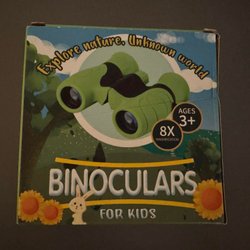 Explore nature. Unknown world
AGES
3+
8X
MAGNIFICATION
BINOCULARS
FOR KIDS